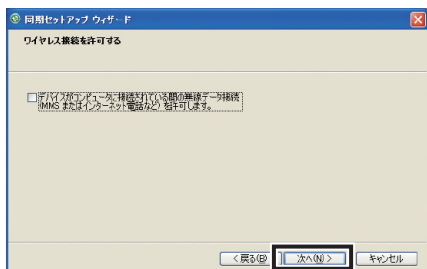 同期セットアップ ウィザード
ワイヤレス接続を許可する
デバイスがコンピュータに接続されている間の無線データ接続
(MMS またはインターネット電話など) を許可します。
< 戻る(B)
次へ(N) >
キャンセル